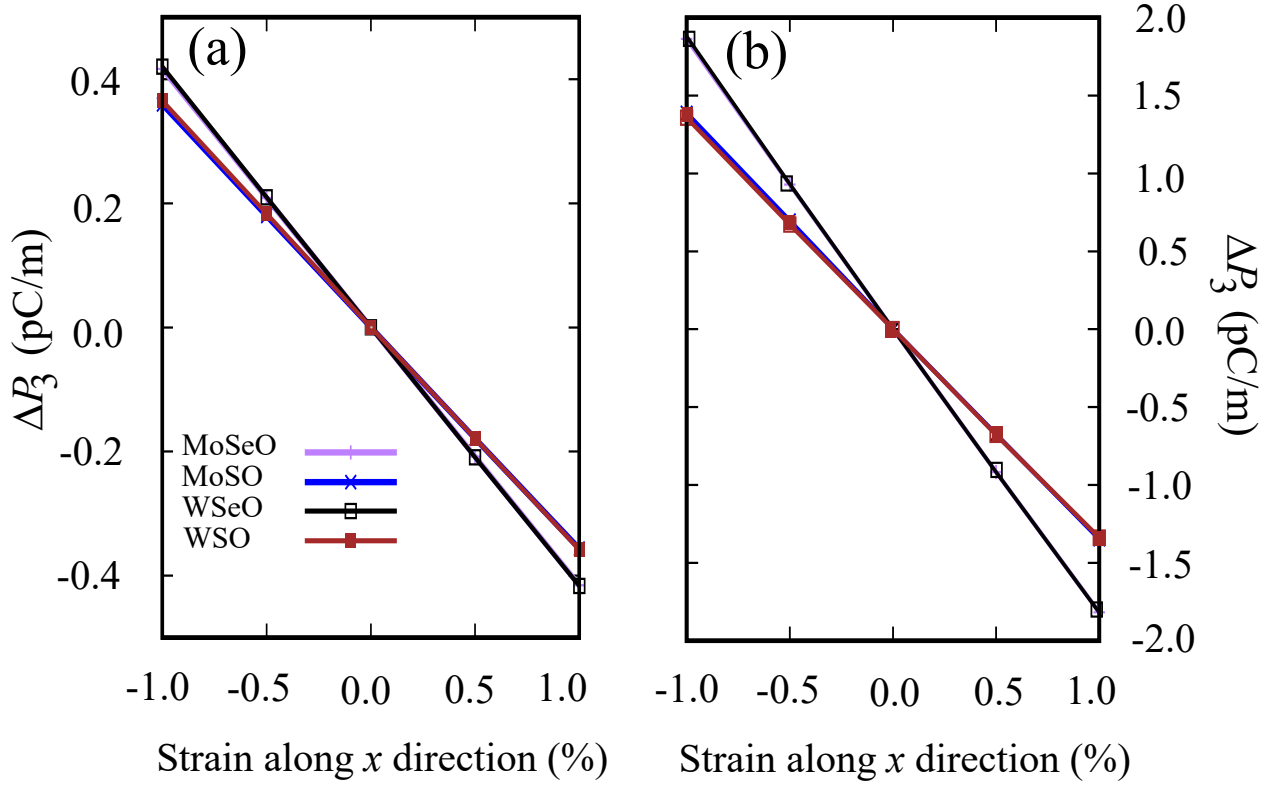 (a)
0.4
0.2
0.0
-0.2
-0.4
ΔP3 (pC/m)
MoSeO
MoSO
WSeO
WSO
-1.0 -0.5 0.0 0.5 1.0
Strain along x direction (%)
(b)
2.0
1.5
1.0
0.5
0.0
-0.5
-1.0
-1.5
-2.0
ΔP3 (pC/m)
-1.0 -0.5 0.0 0.5 1.0
Strain along x direction (%)